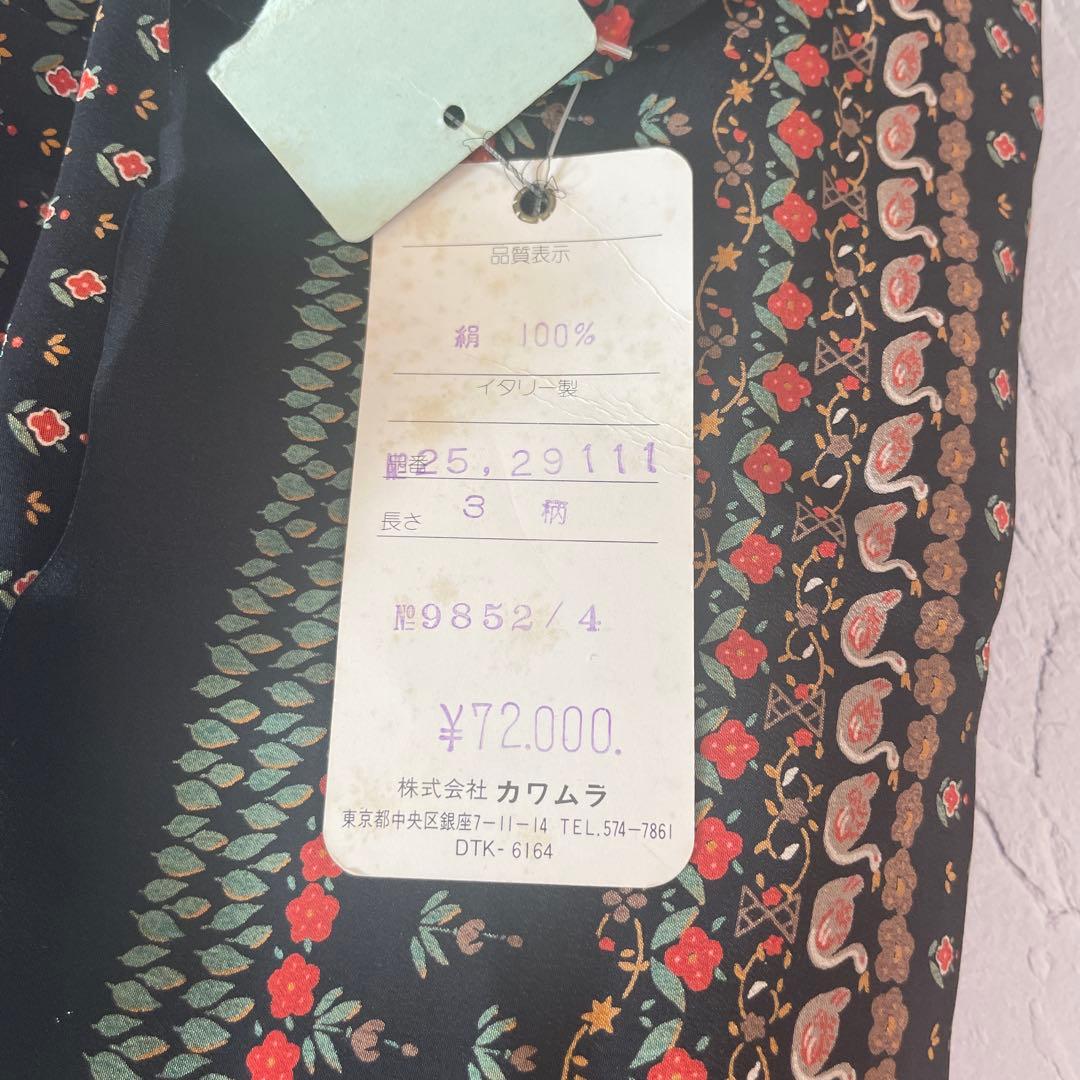 品質表示
絹 100%
イタリー製
品番 25,29111
長さ 3 柄
№9852/4
¥72.000.
株式会社 カワムラ
東京都中央区銀座7-11-14 TEL.574-7861
DTK-6164